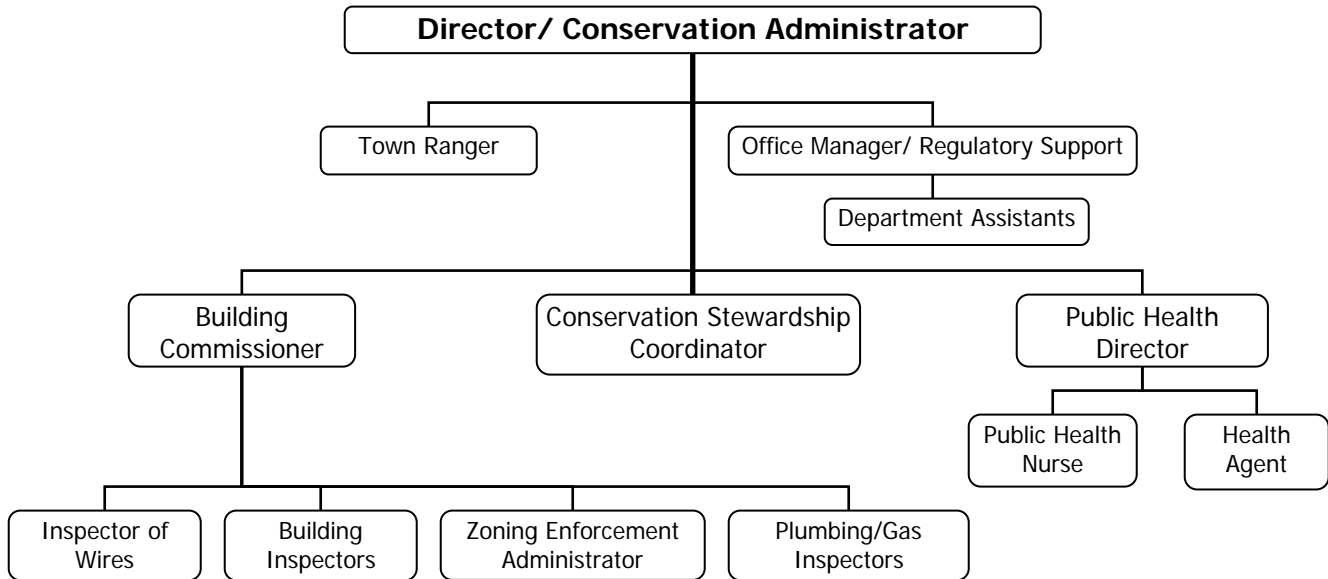 Director/ Conservation Administrator
Town Ranger
Office Manager/ Regulatory Support
Department Assistants
Building
Commissioner
Conservation Stewardship
Coordinator
Public Health
Director
Public Health
Nurse
Health
Agent
Inspector of
Wires
Building
Inspectors
Zoning Enforcement
Administrator
Plumbing/Gas
Inspectors